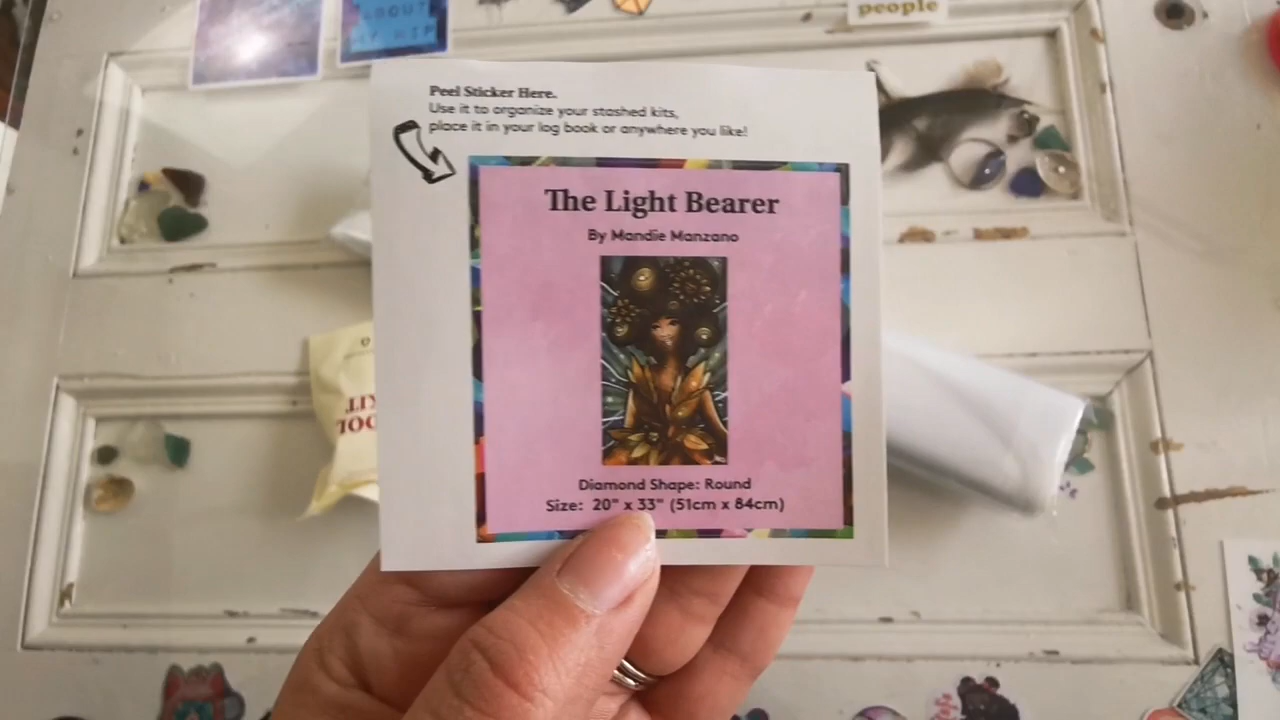 ABOUT
people
Peel Sticker Here.
Use it to organize your stashed kits,
place it in your log book or anywhere you like!
The Light Bearer
By Mandie Manzano
Diamond Shape: Round
Size: 20" x 33" (51cm x 84cm)